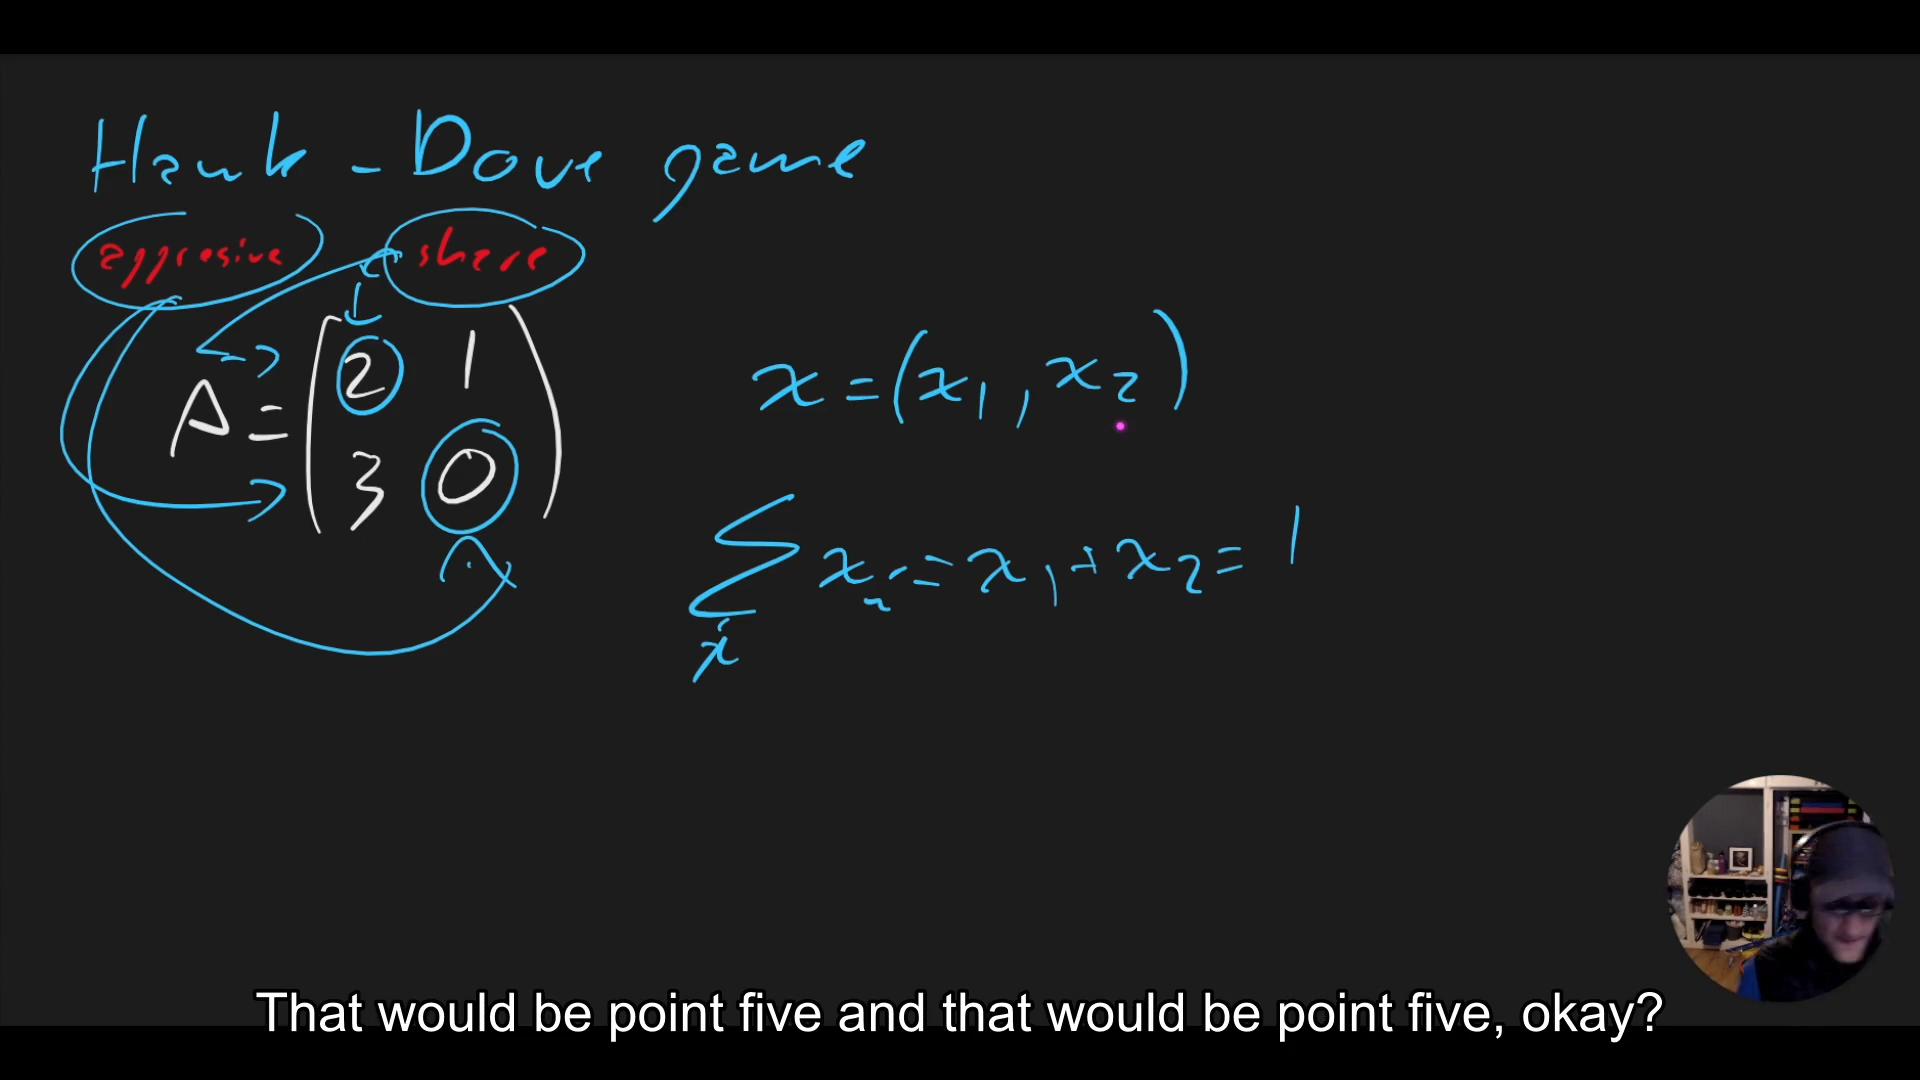 Hawk - Dove game
aggresive share
A = ( 2 1
3 0 )
x = (x₁, x₂)
∑ xᵢ = x₁ + x₂ = 1
i
That would be point five and that would be point five, okay?